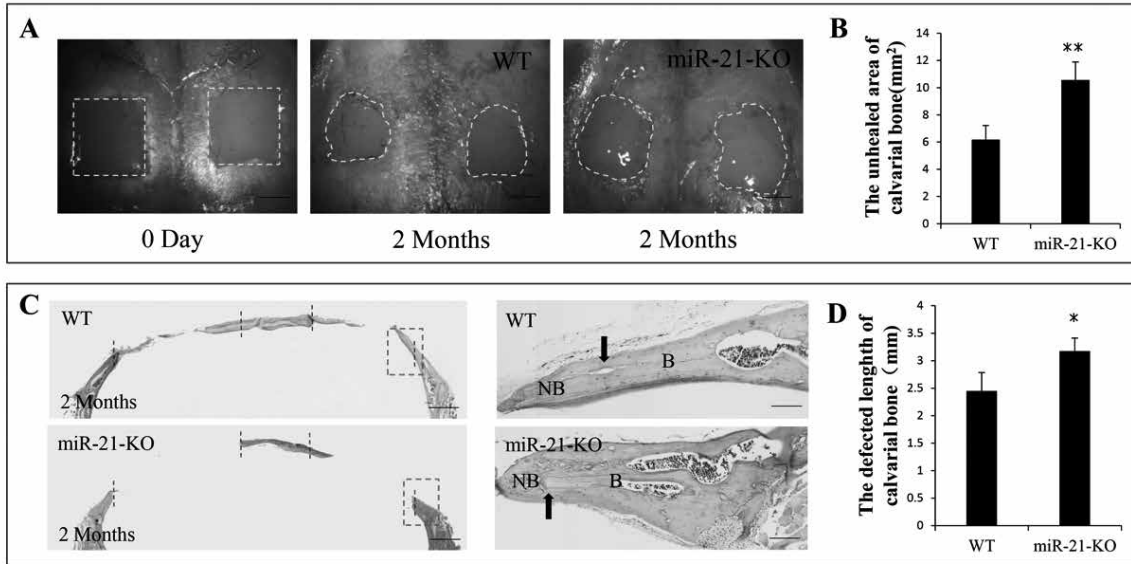 A
WT
miR-21-KO
0 Day
2 Months
2 Months
B
The unhealed area of
calvarial bone(mm²)
14
12
10
8
6
4
2
0
**
WT
miR-21-KO
C
WT
2 Months
miR-21-KO
2 Months
WT
B
NB
miR-21-KO
NB
B
D
The defected lenghth of
calvarial bone (mm)
4
3.5
3
2.5
2
1.5
1
0.5
0
*
WT
miR-21-KO